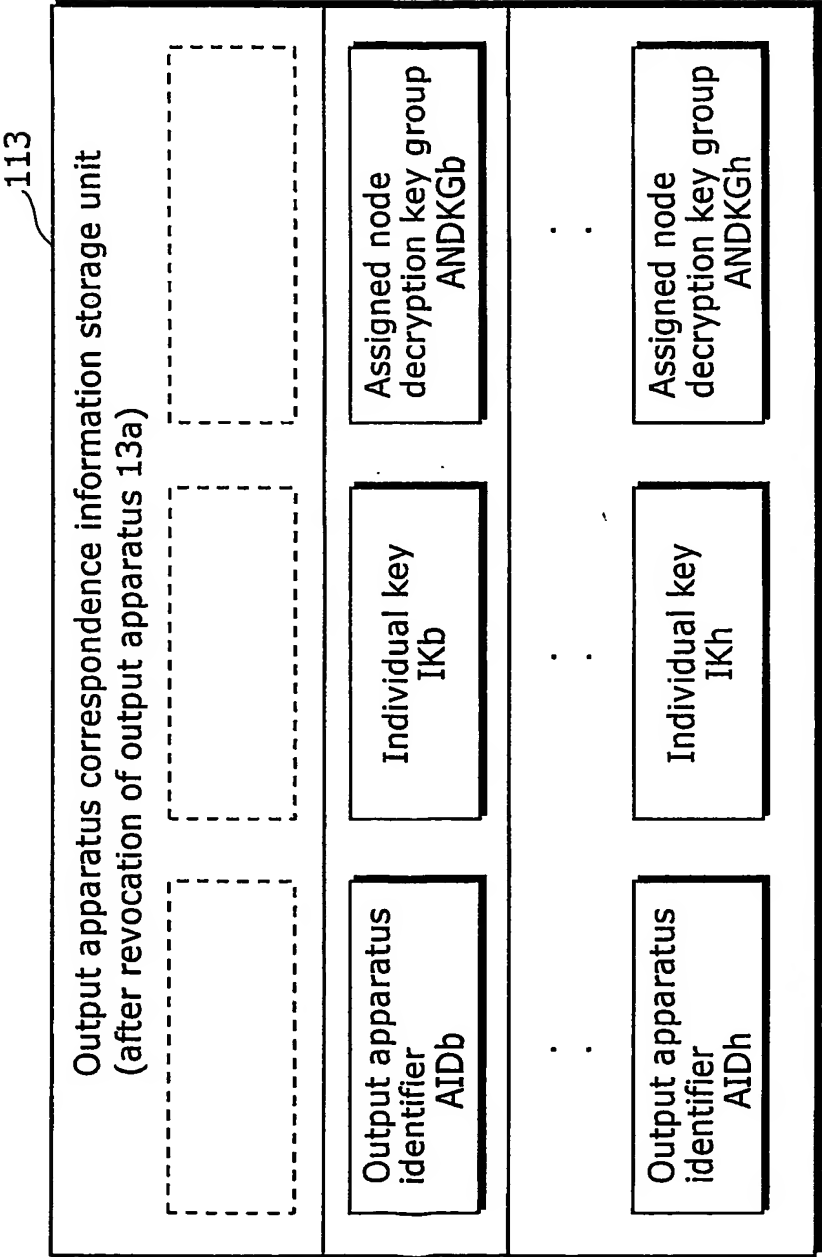 113
Output apparatus correspondence information storage unit
(after revocation of output apparatus 13a)
Output apparatus
identifier
AIDb
Individual key
IKb
Assigned node
decryption key group
ANDKGb
Output apparatus
identifier
AIDh
Individual key
IKh
Assigned node
decryption key group
ANDKGh